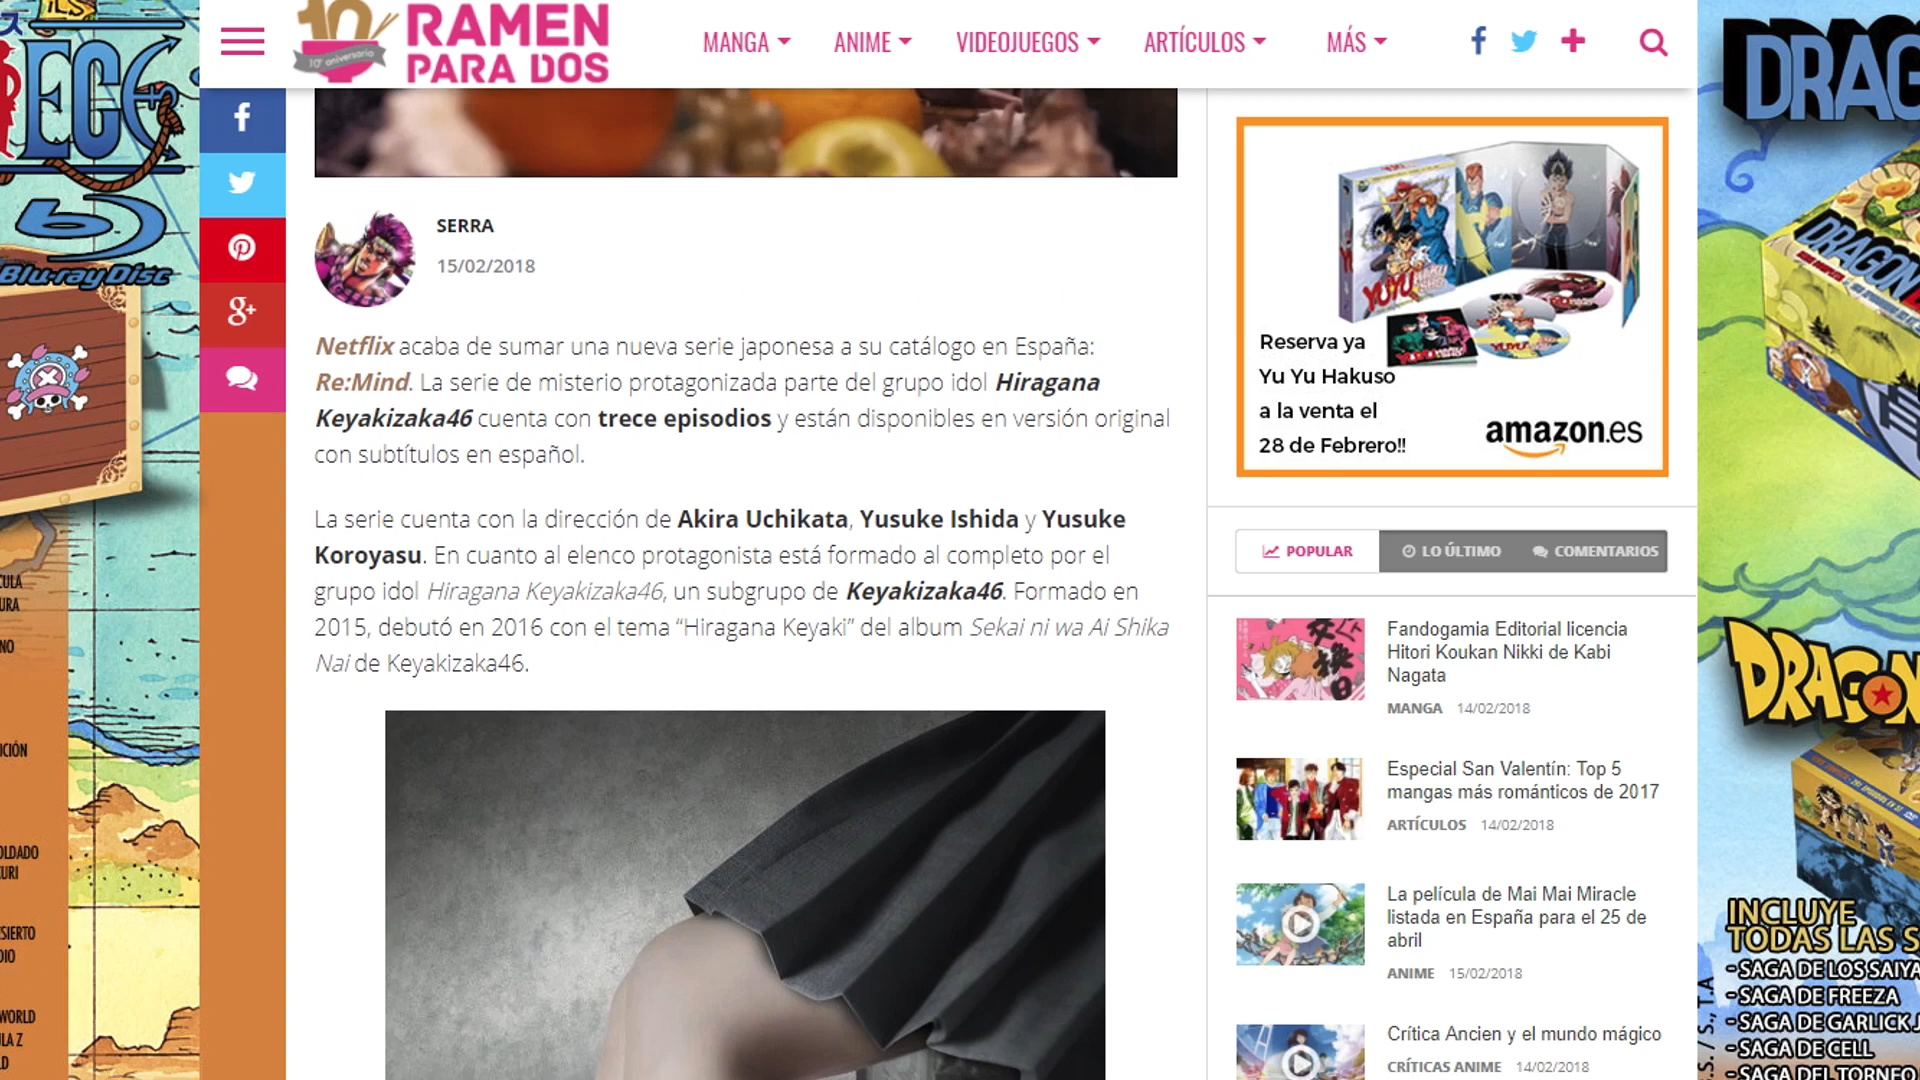 10
10º aniversario
RAMEN
PARA DOS
MANGA
ANIME
VIDEOJUEGOS
ARTÍCULOS
MÁS
Blu-ray Disc
SERRA
15/02/2018
Netflix acaba de sumar una nueva serie japonesa a su catálogo en España:
Re:Mind. La serie de misterio protagonizada parte del grupo idol Hiragana
Keyakizaka46 cuenta con trece episodios y están disponibles en versión original
con subtítulos en español.
La serie cuenta con la dirección de Akira Uchikata, Yusuke Ishida y Yusuke
Koroyasu. En cuanto al elenco protagonista está formado al completo por el
grupo idol Hiragana Keyakizaka46, un subgrupo de Keyakizaka46. Formado en
2015, debutó en 2016 con el tema “Hiragana Keyaki” del album Sekai ni wa Ai Shika
Nai de Keyakizaka46.
Reserva ya
Yu Yu Hakuso
a la venta el
28 de Febrero!!
amazon.es
POPULAR
LO ÚLTIMO
COMENTARIOS
Fandogamia Editorial licencia
Hitori Koukan Nikki de Kabi
Nagata
MANGA 14/02/2018
Especial San Valentín: Top 5
mangas más románticos de 2017
ARTÍCULOS 14/02/2018
La película de Mai Mai Miracle
listada en España para el 25 de
abril
ANIME 15/02/2018
Crítica Ancien y el mundo mágico
CRÍTICAS ANIME 14/02/2018
DRAG
DRAGON
INCLUYE
TODAS LAS S
- SAGA DE LOS SAIYA
- SAGA DE FREEZA
- SAGA DE GARLICK J
- SAGA DE CELL
- SAGA DEL TORNEO